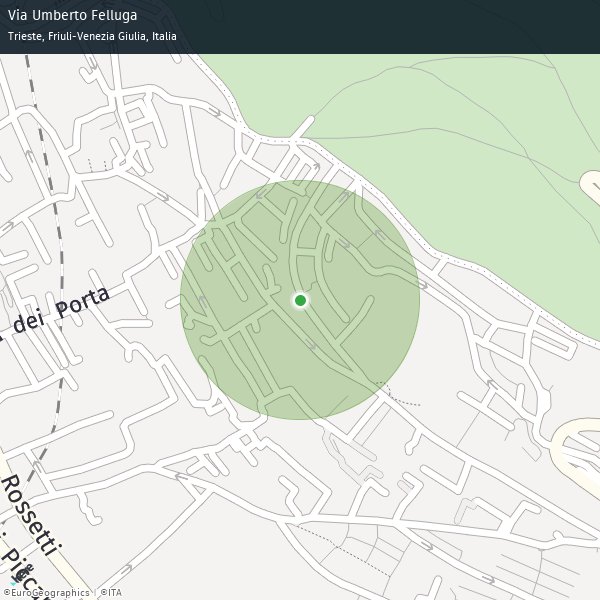 Via Umberto Felluga
Trieste, Friuli-Venezia Giulia, Italia
dei Porta
Rossetti
©EuroGeographics | ©ITA